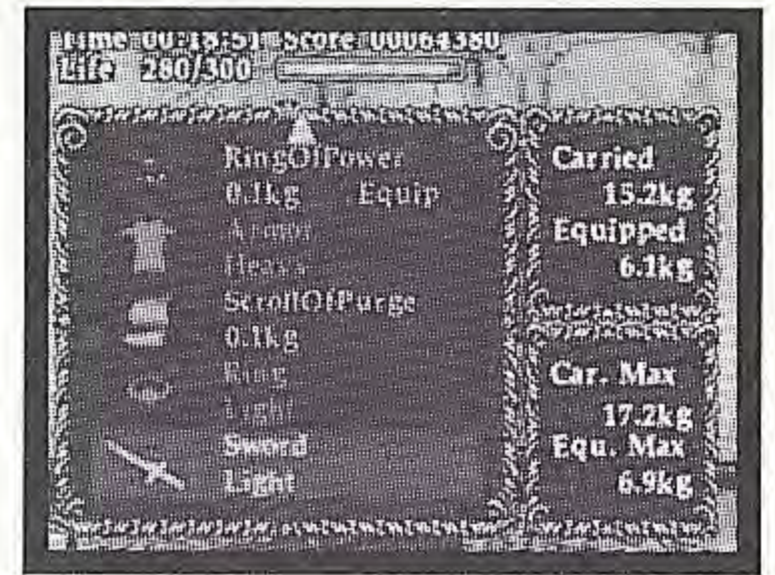 Time 00:18:51 Score 00064380
Life 280/300
RingOfPower
0.1kg Equip
Armor
Heavy
ScrollOfPurge
0.1kg
Ring
Light
Sword
Light
Carried
15.2kg
Equipped
6.1kg
Car. Max
17.2kg
Equ. Max
6.9kg